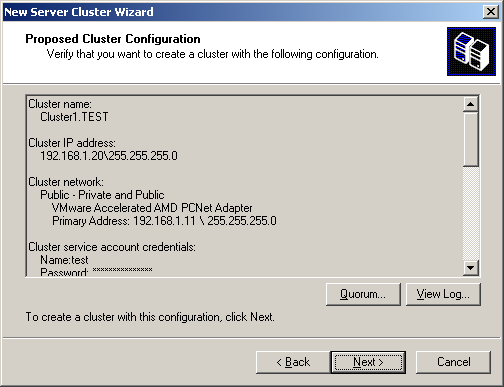 New Server Cluster Wizard
Proposed Cluster Configuration
Verify that you want to create a cluster with the following configuration.
Cluster name:
Cluster1.TEST
Cluster IP address:
192.168.1.20\255.255.255.0
Cluster network:
Public - Private and Public
VMware Accelerated AMD PCNet Adapter
Primary Address: 192.168.1.11 \ 255.255.255.0
Cluster service account credentials:
Name:test
Password: **************
Quorum... View Log...
To create a cluster with this configuration, click Next.
< Back Next > Cancel